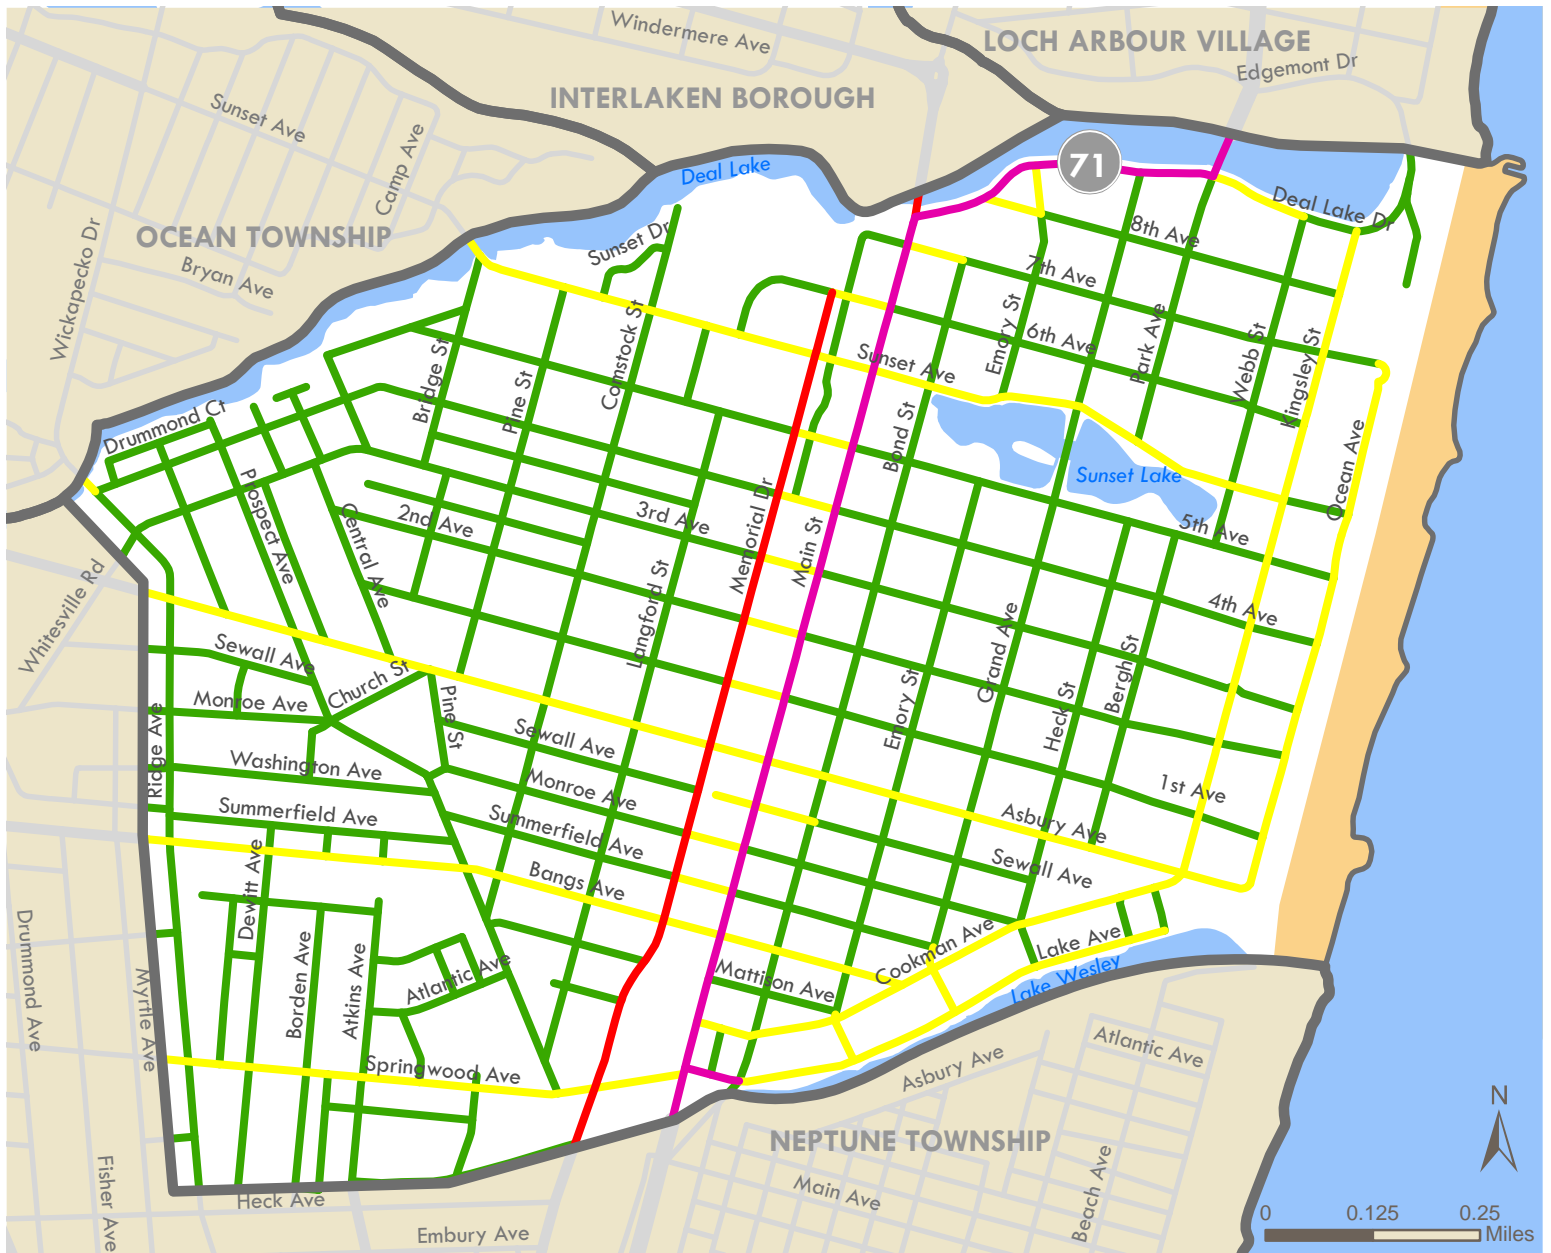 Windermere Ave
LOCH ARBOUR VILLAGE
Edgemont Dr
INTERLAKEN BOROUGH
Sunset Ave
Camp Ave
71
Deal Lake
Deal Lake Dr
Wickapecko Dr
OCEAN TOWNSHIP
Bryan Ave
Sunset Dr
8th Ave
7th Ave
6th Ave
Emory St
Park Ave
Webb St
Kingsley St
Comstock St
Bridge St
Pine St
Sunset Ave
Drummond Ct
Bond St
Ocean Ave
Sunset Lake
Prospect Ave
Central Ave
2nd Ave
3rd Ave
Memorial Dr
Main St
5th Ave
4th Ave
Whitesville Rd
Langford St
Sewall Ave
Church St
Monroe Ave
Grand Ave
Bergh St
Emory St
Heck St
Pine St
Ridge Ave
Sewall Ave
Washington Ave
Monroe Ave
1st Ave
Summerfield Ave
Summerfield Ave
Asbury Ave
Sewall Ave
Bangs Ave
Dewitt Ave
Drummond Ave
Myrtle Ave
Borden Ave
Atkins Ave
Atlantic Ave
Mattison Ave
Cookman Ave
Lake Ave
Lake Wesley
Springwood Ave
Asbury Ave
Atlantic Ave
NEPTUNE TOWNSHIP
N
Fisher Ave
Heck Ave
Main Ave
Beach Ave
Embury Ave
0 0.125 0.25
Miles